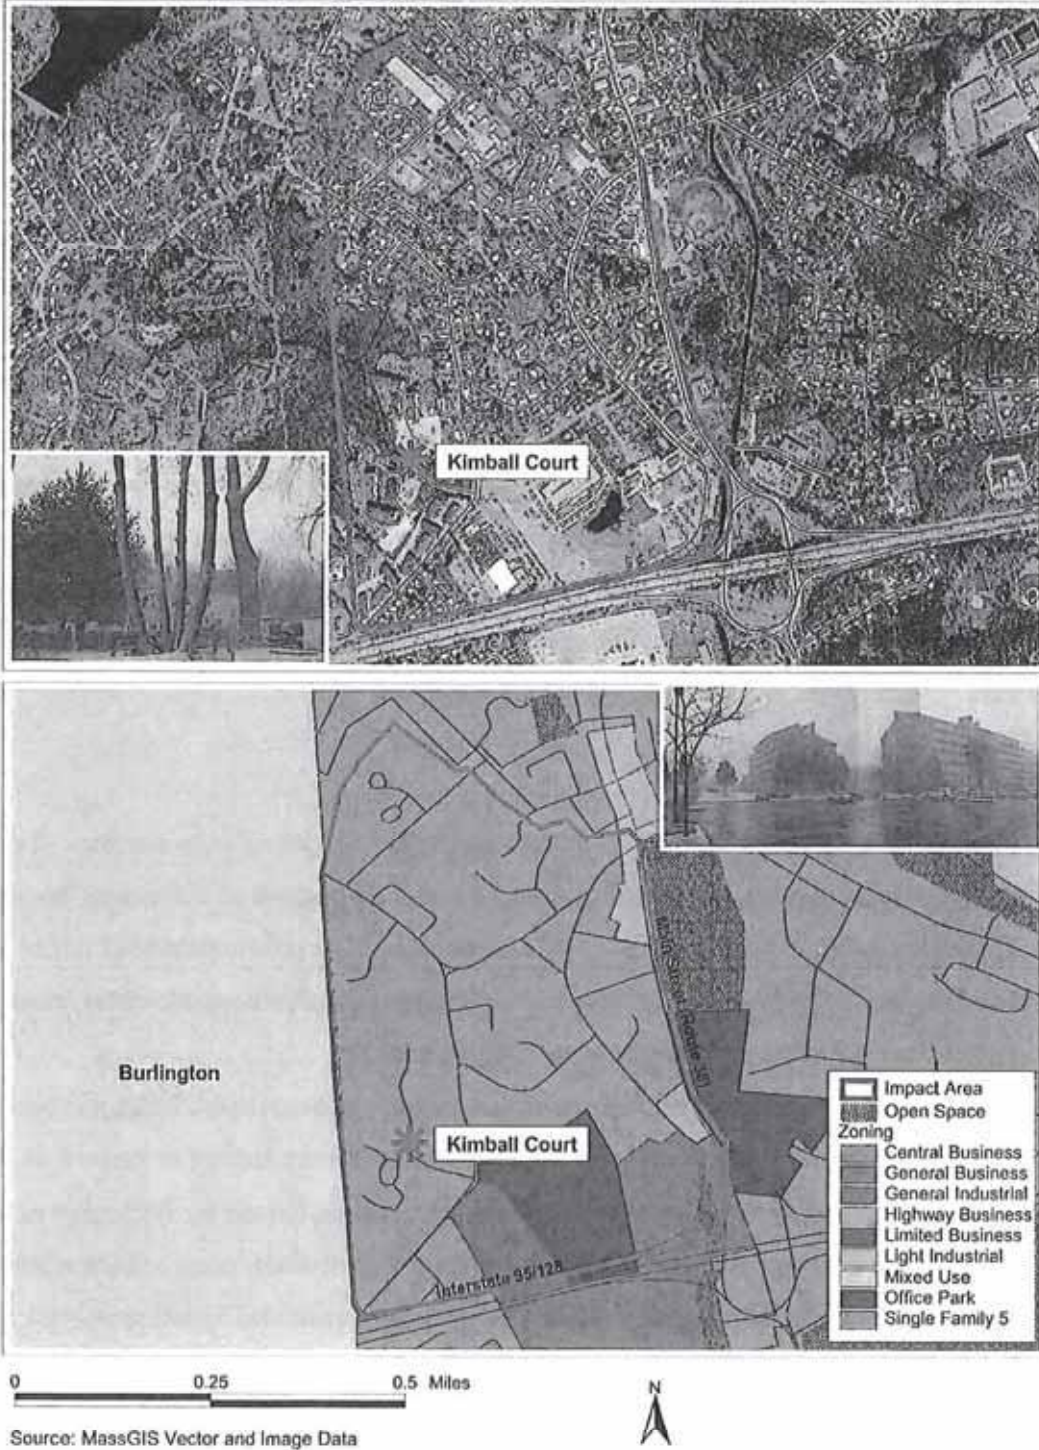 Kimball Court
Main Street (Route 38)
Burlington
Kimball Court
Interstate 95/128
Impact Area
Open Space
Zoning
Central Business
General Business
General Industrial
Highway Business
Limited Business
Light Industrial
Mixed Use
Office Park
Single Family 5
0 0.25 0.5 Miles
N
Source: MassGIS Vector and Image Data